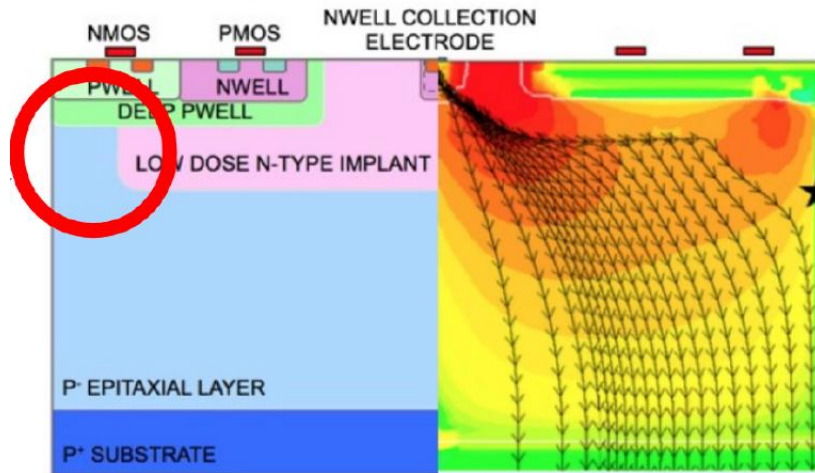 NMOS PMOS NWELL COLLECTION
ELECTRODE
PWELL NWELL
DEEP PWELL
LOW DOSE N-TYPE IMPLANT
P- EPITAXIAL LAYER
P+ SUBSTRATE